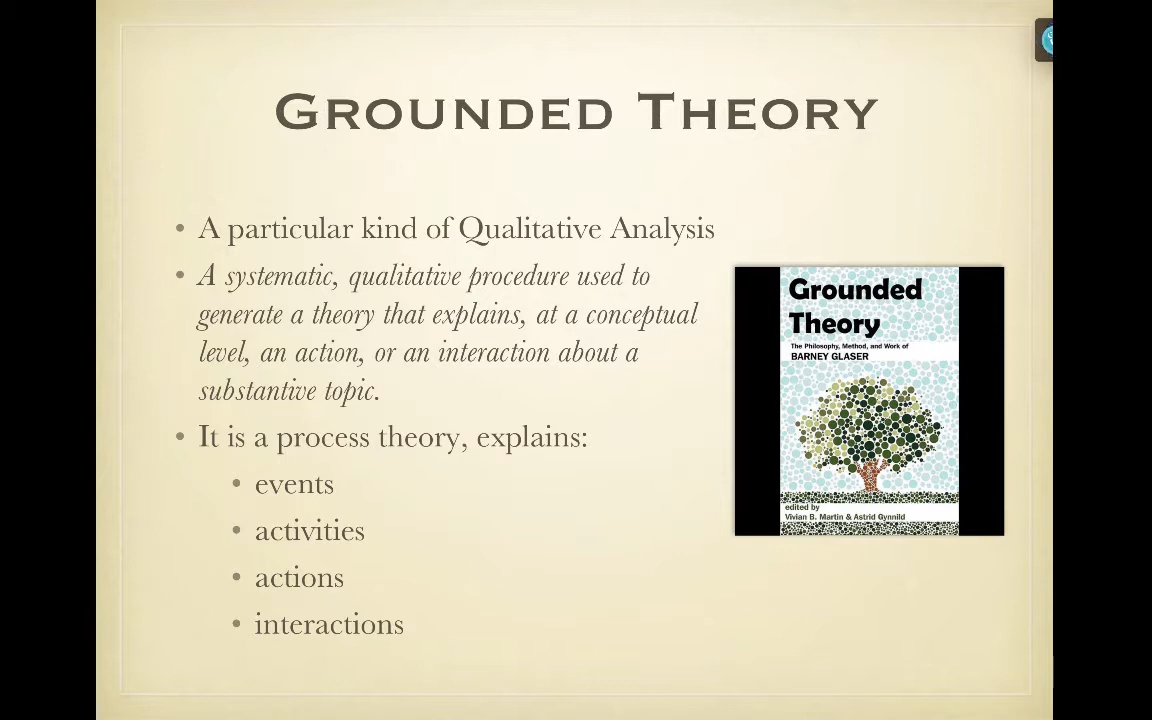 GROUNDED THEORY
• A particular kind of Qualitative Analysis
• A systematic, qualitative procedure used to
generate a theory that explains, at a conceptual
level, an action, or an interaction about a
substantive topic.
• It is a process theory, explains:
• events
• activities
• actions
• interactions
Grounded
Theory
The Philosophy, Method, and Work of
BARNEY GLASER
edited by
Vivian B. Martin & Astrid Gynnild